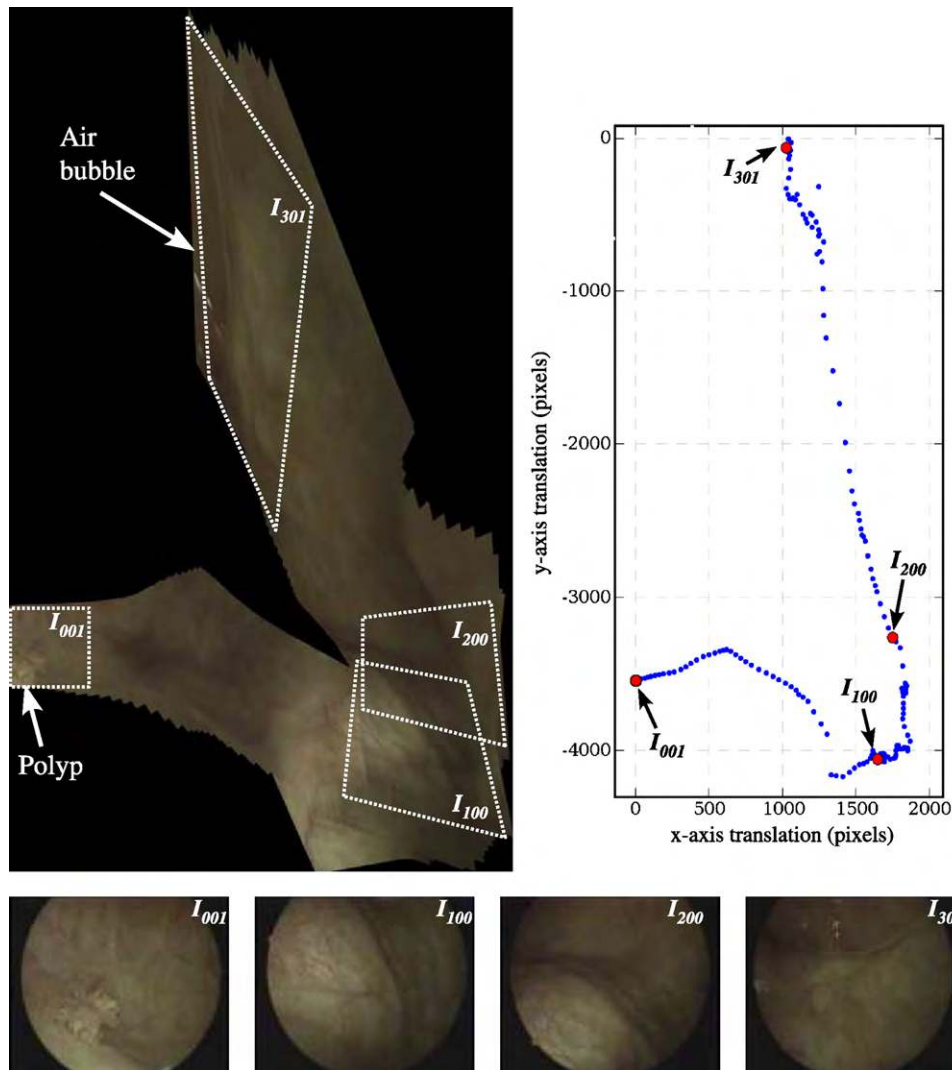 Air
bubble
I301
I001
Polyp
I200
I100
y-axis translation (pixels)
0
-1000
-2000
-3000
-4000
I301
I200
I100
I001
0
500
1000
1500
2000
x-axis translation (pixels)
I001
I100
I200
I30